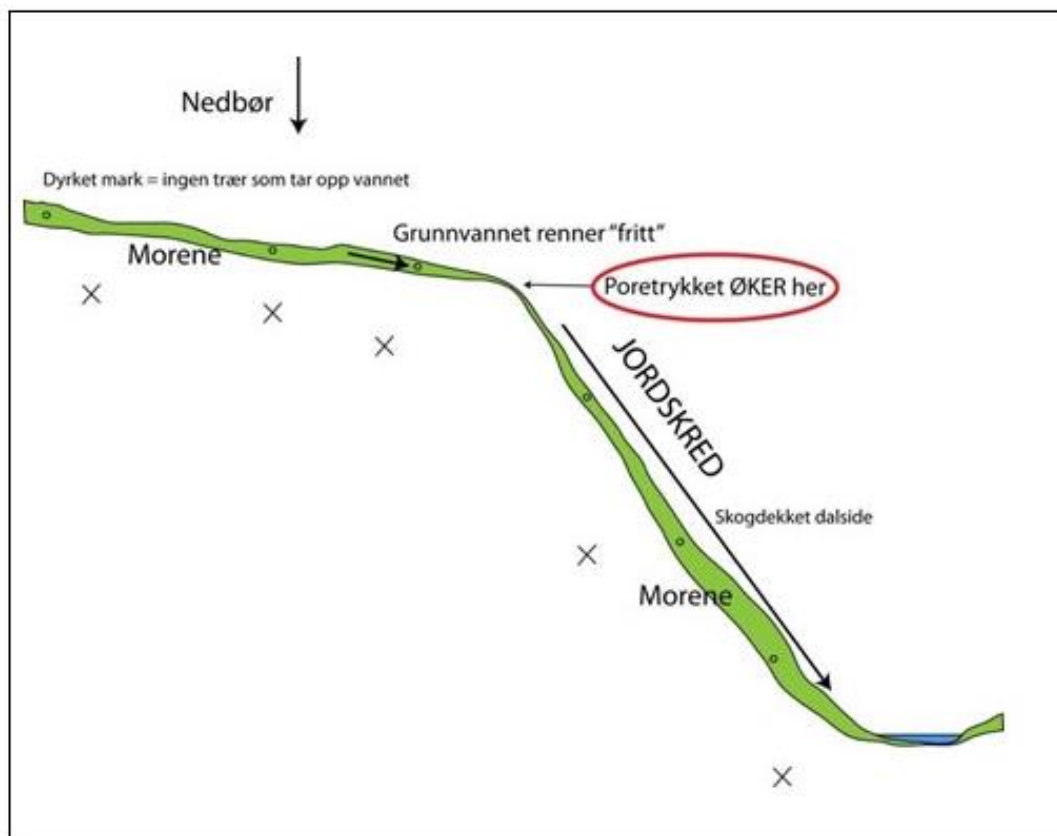 Nedbør
Dyrket mark = ingen trær som tar opp vannet
Grunnvannet renner "fritt"
Morene
Poretrykket ØKER her
JORDSKRED
Skogdekket dalside
Morene